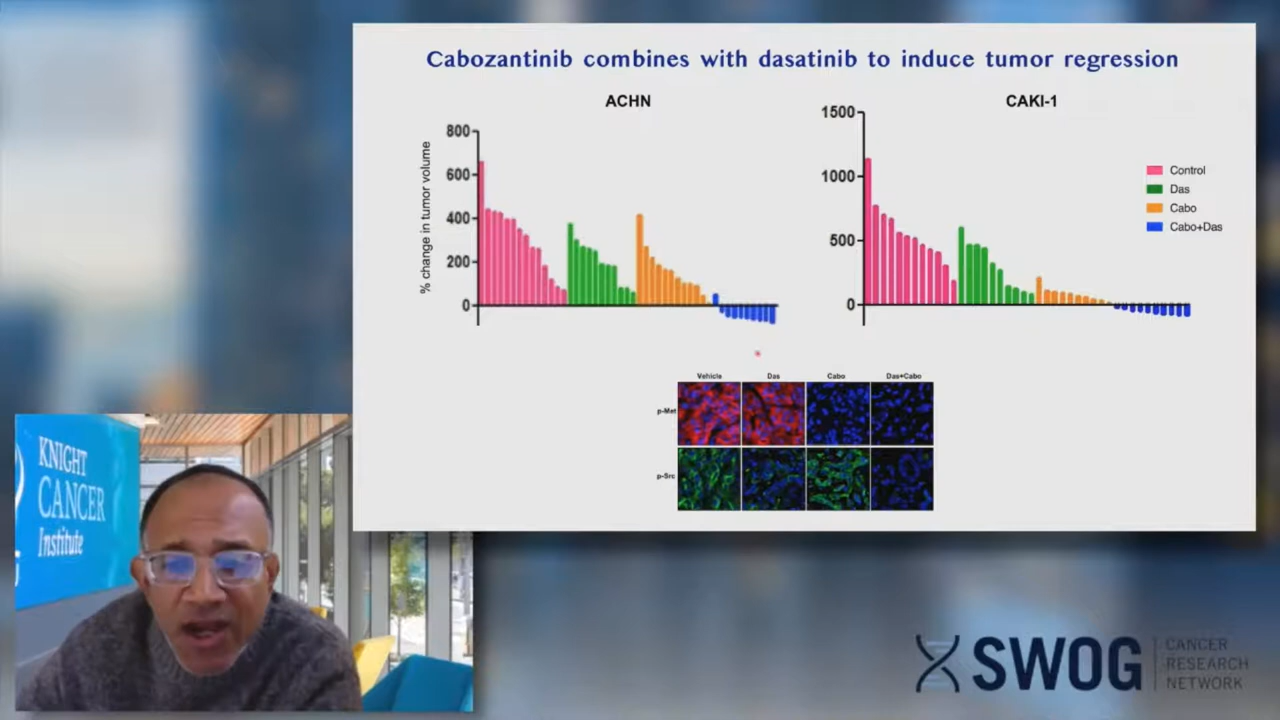 Cabozantinib combines with dasatinib to induce tumor regression
ACHN
% change in tumor volume
800
600
400
200
0
CAKI-1
1500
1000
500
0
Control
Das
Cabo
Cabo+Das
Vehicle Das Cabo Das+Cabo
p-Met
p-Src
KNIGHT
CANCER
Institute
SWOG
CANCER
RESEARCH
NETWORK